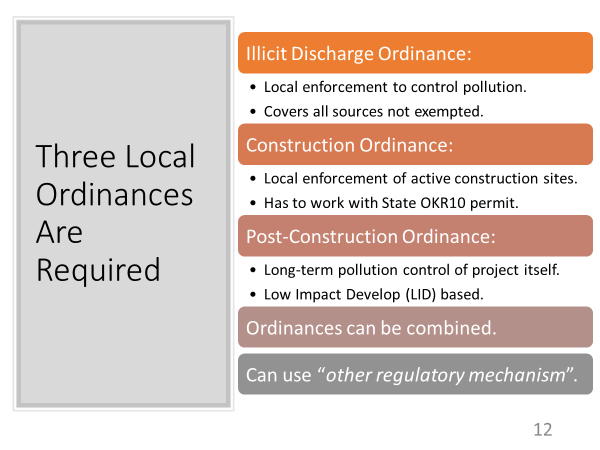 Three Local
Ordinances
Are
Required
Illicit Discharge Ordinance:
• Local enforcement to control pollution.
• Covers all sources not exempted.
Construction Ordinance:
• Local enforcement of active construction sites.
• Has to work with State OKR10 permit.
Post-Construction Ordinance:
• Long-term pollution control of project itself.
• Low Impact Develop (LID) based.
Ordinances can be combined.
Can use “other regulatory mechanism”.
12